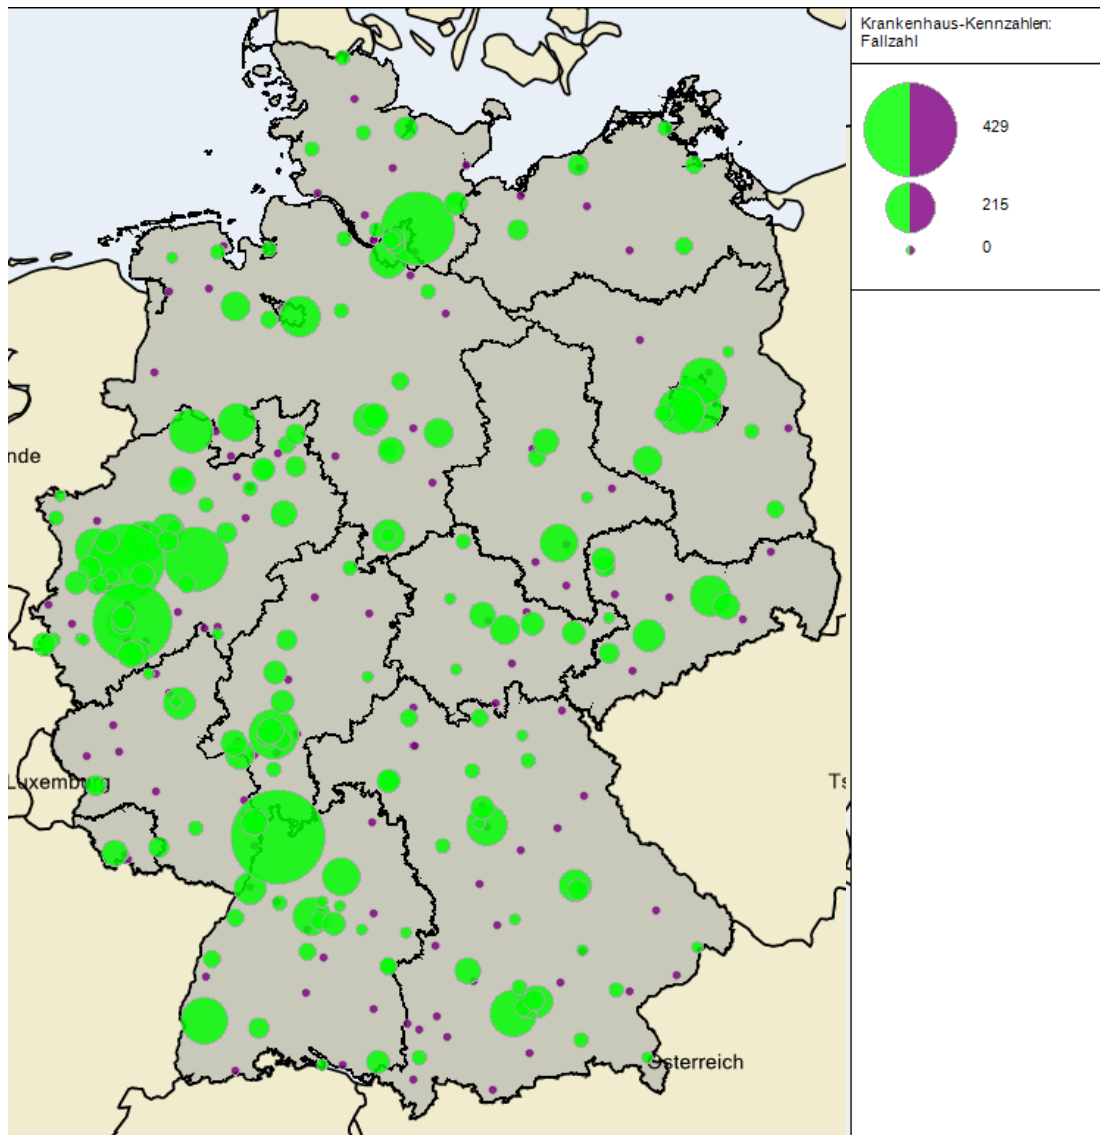 Krankenhaus-Kennzahlen:
Fallzahl
429
215
0
nde
Luxemburg
Ts
Österreich